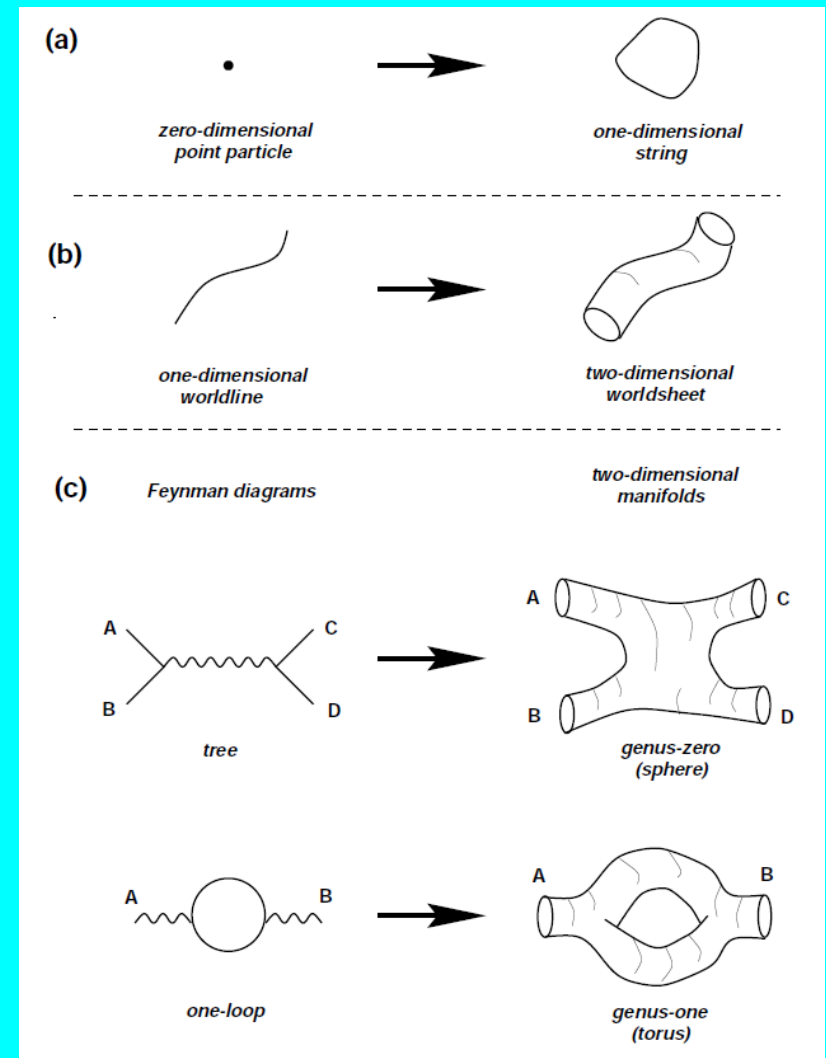 (a)
zero-dimensional
point particle
one-dimensional
string
(b)
one-dimensional
worldline
two-dimensional
worldsheet
(c)
Feynman diagrams
two-dimensional
manifolds
A
B
C
D
tree
A
B
C
D
genus-zero
(sphere)
A
B
one-loop
A
B
genus-one
(torus)